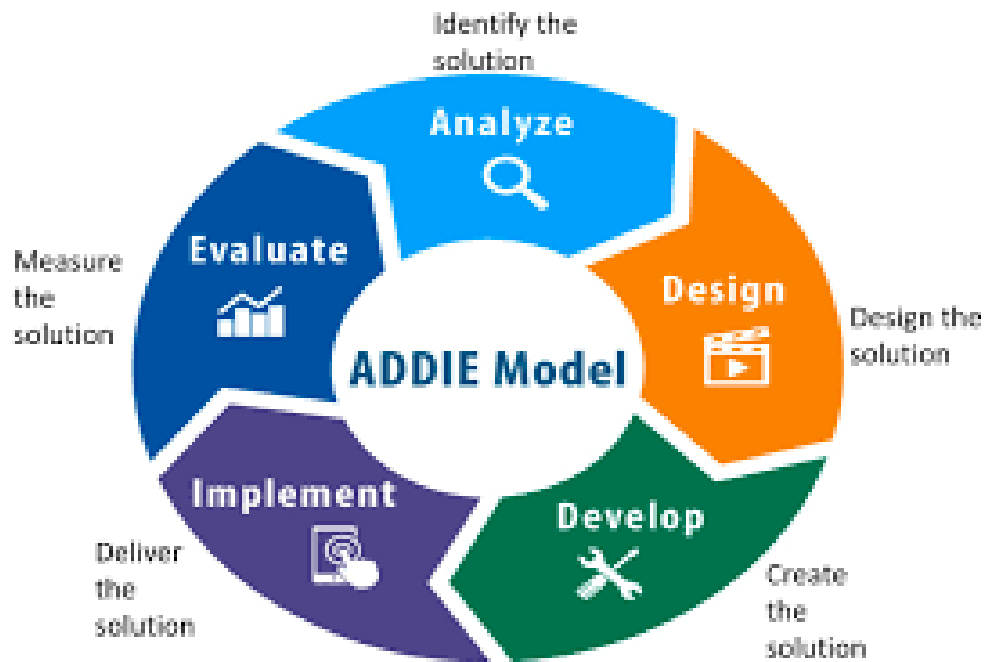 Identify the
solution
Analyze
Evaluate
Measure
the
solution
Design
Design the
solution
ADDIE Model
Implement
Deliver
the
solution
Develop
Create
the
solution